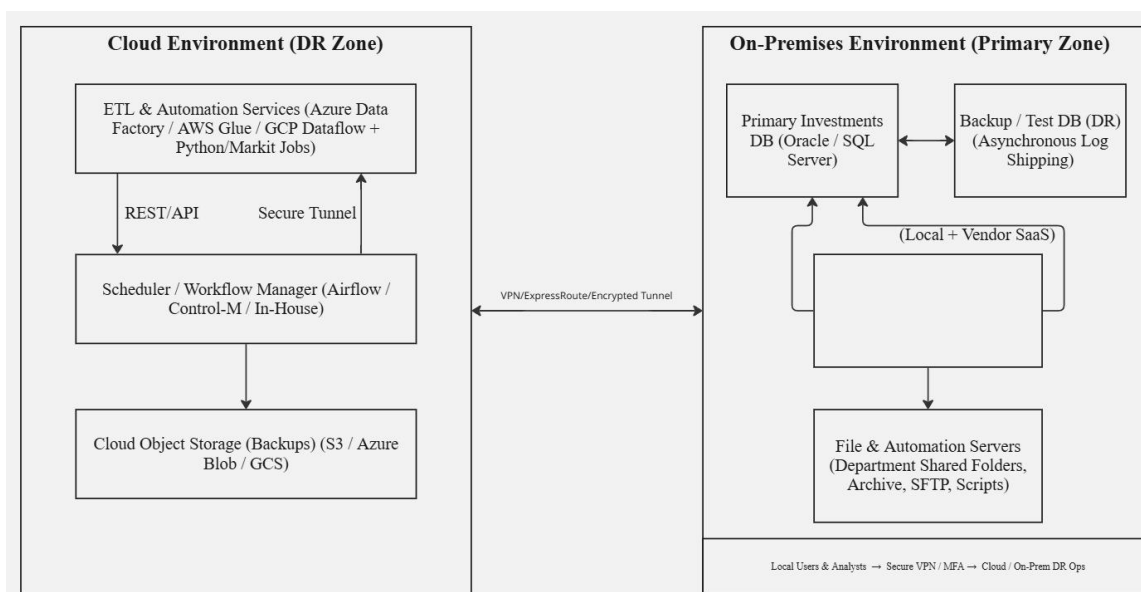 Cloud Environment (DR Zone)
ETL & Automation Services (Azure Data
Factory / AWS Glue / GCP Dataflow +
Python/Markit Jobs)
REST/API
Secure Tunnel
Scheduler / Workflow Manager (Airflow /
Control-M / In-House)
Cloud Object Storage (Backups) (S3 / Azure
Blob / GCS)
VPN/ExpressRoute/Encrypted Tunnel
On-Premises Environment (Primary Zone)
Primary Investments
DB (Oracle / SQL
Server)
Backup / Test DB (DR)
(Asynchronous Log
Shipping)
(Local + Vendor SaaS)
File & Automation Servers
(Department Shared Folders,
Archive, SFTP, Scripts)
Local Users & Analysts → Secure VPN / MFA → Cloud / On-Prem DR Ops